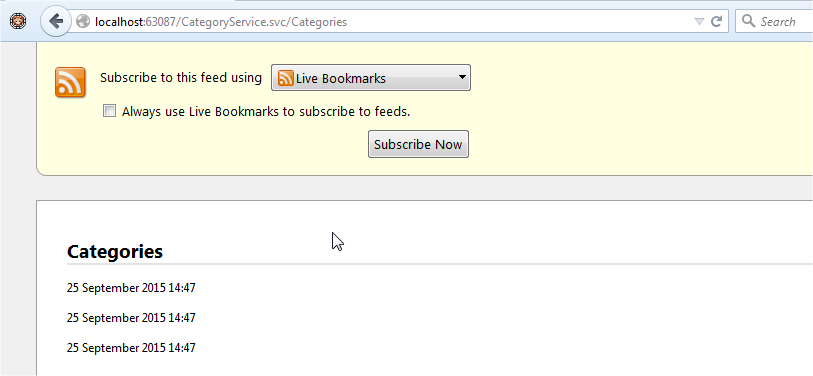 localhost:63087/CategoryService.svc/Categories
Search
Subscribe to this feed using Live Bookmarks
Always use Live Bookmarks to subscribe to feeds.
Subscribe Now
Categories
25 September 2015 14:47
25 September 2015 14:47
25 September 2015 14:47